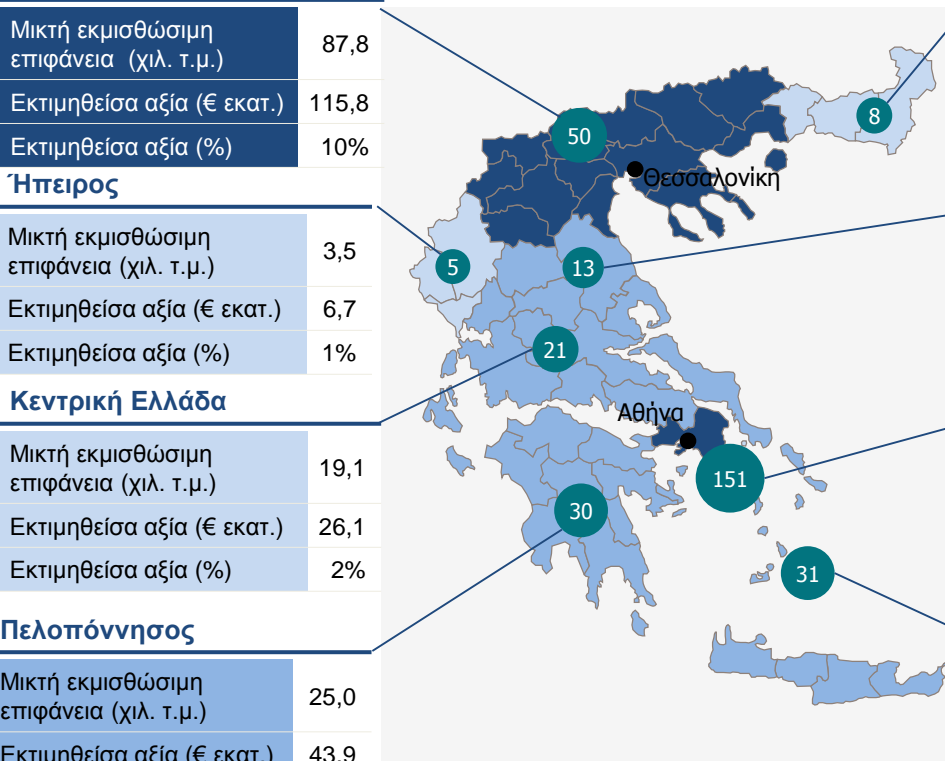 Μικτή εκμισθώσιμη
επιφάνεια (χιλ. τ.μ.)
87,8
Εκτιμηθείσα αξία (€ εκατ.)
115,8
Εκτιμηθείσα αξία (%)
10%
Ήπειρος
Μικτή εκμισθώσιμη
επιφάνεια (χιλ. τ.μ.)
3,5
Εκτιμηθείσα αξία (€ εκατ.)
6,7
Εκτιμηθείσα αξία (%)
1%
Κεντρική Ελλάδα
Μικτή εκμισθώσιμη
επιφάνεια (χιλ. τ.μ.)
19,1
Εκτιμηθείσα αξία (€ εκατ.)
26,1
Εκτιμηθείσα αξία (%)
2%
Πελοπόννησος
Μικτή εκμισθώσιμη
επιφάνεια (χιλ. τ.μ.)
25,0
Εκτιμηθείσα αξία (€ εκατ.)
43,9
8
50
Θεσσαλονίκη
5
13
21
Αθήνα
151
30
31